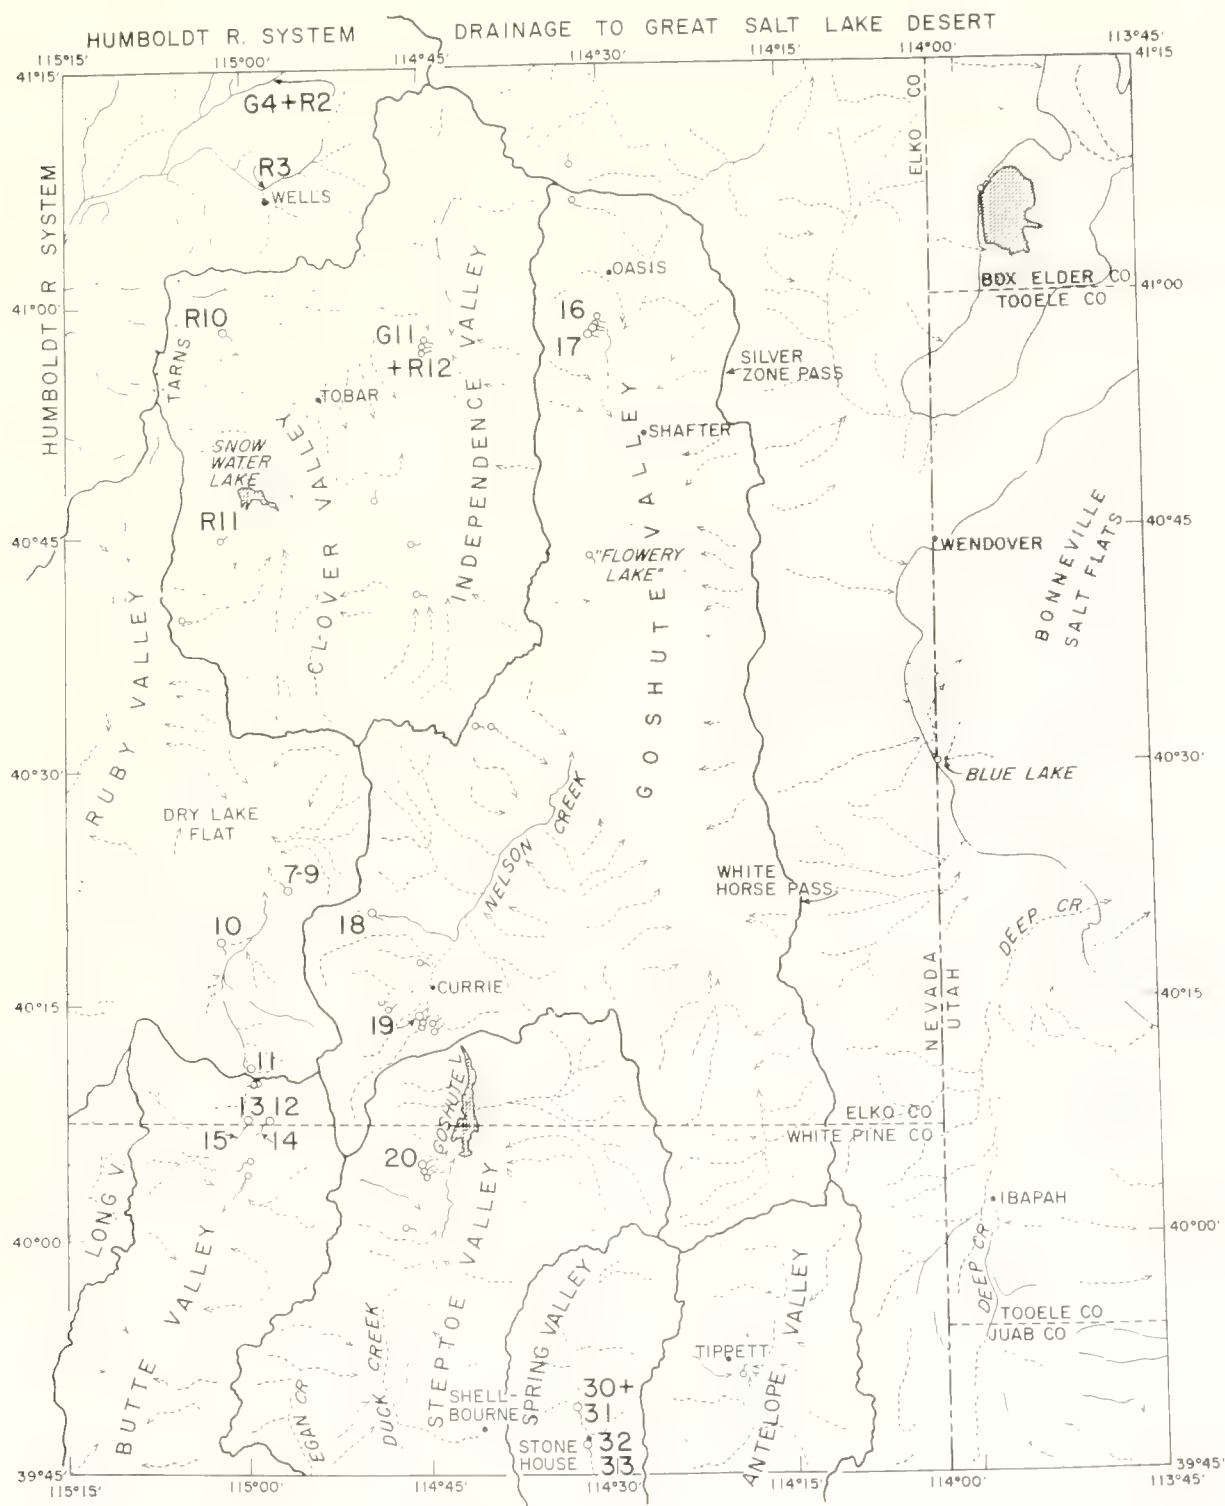 HUMBOLDT R. SYSTEM
DRAINAGE TO GREAT SALT LAKE DESERT
115°15'
115°00'
114°45'
114°30'
114°15'
114°00'
113°45'
41°15'
41°15
G4+R2
R3
WELLS
ELKO CO
HUMBOLDT R SYSTEM
OASIS
BOX ELDER CO
TOOELE CO
41°00'
41°00
R10
TARNS
G11
+R12
16
17
SILVER
ZONE PASS
TOBAR
SHAFTER
SNOW
WATER
LAKE
R11
CLOVER VALLEY
INDEPENDENCE VALLEY
GOSHUTE VALLEY
"FLOWERY
LAKE"
40°45'
40°45'
WENDOVER
BONNEVILLE
SALT FLATS
RUBY VALLEY
40°30'
40°30'
BLUE LAKE
DRY LAKE
FLAT
NELSON CREEK
7-9
WHITE
HORSE PASS
10
18
DEEP CR
CURRIE
NEVADA
UTAH
40°15'
40°15
19
11
13
12
15
14
GOSHUTE L
ELKO CO
WHITE PINE CO
20
LONG V
IBAPAH
40°00
40°00'
BUTTE VALLEY
STEPTOE VALLEY
SPRING VALLEY
ANTELOPE VALLEY
DEEP CR
TOOELE CO
JUAB CO
EGAN CR
DUCK CREEK
SHELL-
BOURNE
TIPPETT
30+
31
32
33
STONE
HOUSE
39°45'
39°45'
115°15'
115°00'
114°45'
114°30'
114°15'
114°00'
113°45'